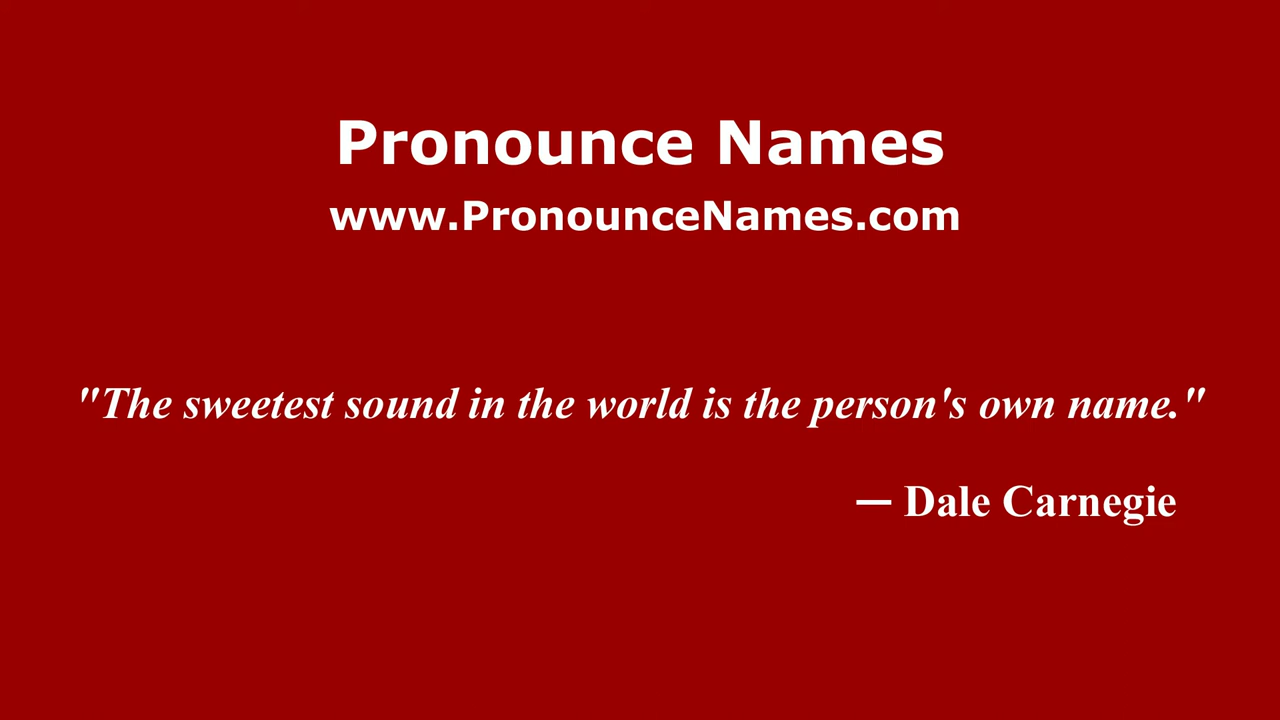 Pronounce Names
www.PronounceNames.com
"The sweetest sound in the world is the person's own name."
— Dale Carnegie